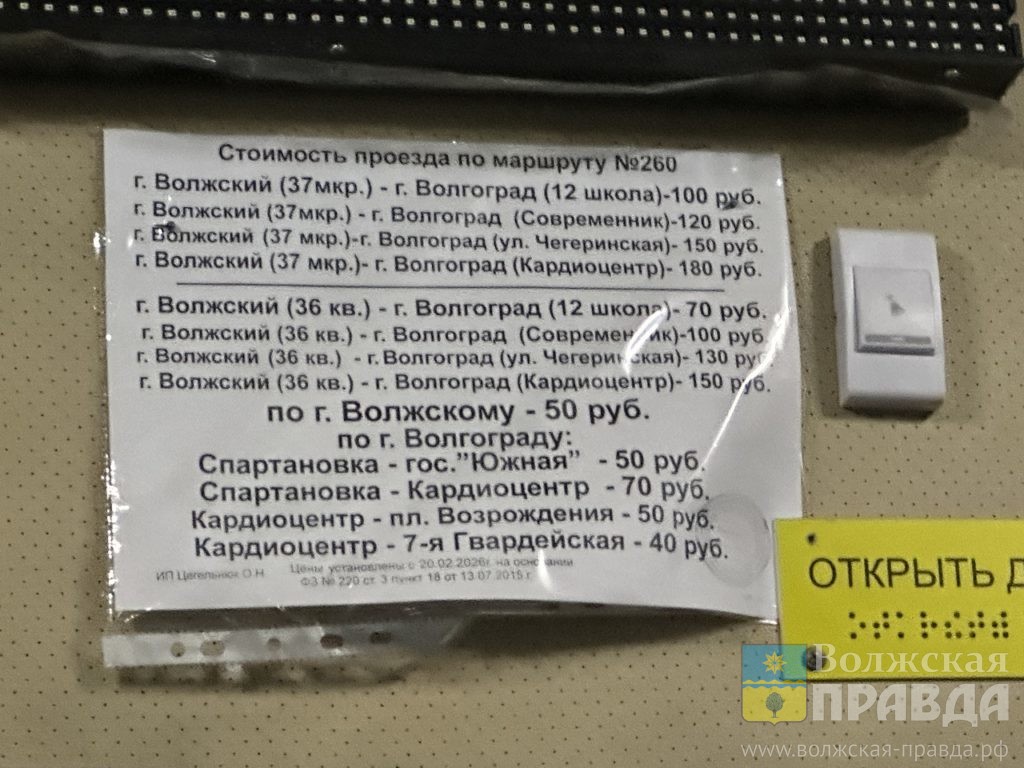 Стоимость проезда по маршруту №260
г. Волжский (37мкр.) - г. Волгоград (12 школа)-100 руб.
г. Волжский (37мкр.) - г. Волгоград (Современник)-120 руб.
г. Волжский (37 мкр.)-г. Волгоград (ул. Чегеринская)- 150 руб.
г. Волжский (37 мкр.)- г. Волгоград (Кардиоцентр)- 180 руб.
г. Волжский (36 кв.) - г. Волгоград (12 школа)- 70 руб.
г. Волжский (36 кв.) - г. Волгоград (Современник)-100 руб.
г. Волжский (36 кв.) - г.Волгоград (ул. Чегеринская)- 130 руб.
г. Волжский (36 кв.) - г. Волгоград (Кардиоцентр)- 150 руб.
по г. Волжскому - 50 руб.
по г. Волгограду:
Спартановка - гос."Южная" - 50 руб.
Спартановка - Кардиоцентр - 70 руб.
Кардиоцентр - пл. Возрождения - 50 руб.
Кардиоцентр - 7-я Гвардейская - 40 руб.
Цены установлены с 20.02.2026г. на основании
ИП Цегельнюк О.Н
ФЗ № 220 ст. 3 пункт 18 от 13.07.2015г.
ОТКРЫТЬ Д
Волжская
ПРАВДА
www.волжская-правда.рф